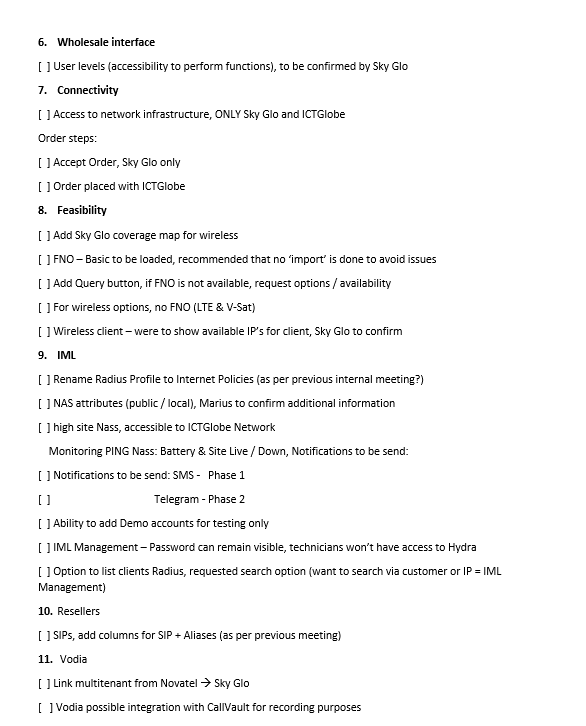 6. Wholesale interface
[ ] User levels (accessibility to perform functions), to be confirmed by Sky Glo
7. Connectivity
[ ] Access to network infrastructure, ONLY Sky Glo and ICTGlobe
Order steps:
[ ] Accept Order, Sky Glo only
[ ] Order placed with ICTGlobe
8. Feasibility
[ ] Add Sky Glo coverage map for wireless
[ ] FNO – Basic to be loaded, recommended that no ‘import’ is done to avoid issues
[ ] Add Query button, if FNO is not available, request options / availability
[ ] For wireless options, no FNO (LTE & V-Sat)
[ ] Wireless client – were to show available IP's for client, Sky Glo to confirm
9. IML
[ ] Rename Radius Profile to Internet Policies (as per previous internal meeting?)
[ ] NAS attributes (public / local), Marius to confirm additional information
[ ] high site Nass, accessible to ICTGlobe Network
Monitoring PING Nass: Battery & Site Live / Down, Notifications to be send:
[ ] Notifications to be send: SMS - Phase 1
[ ] Telegram - Phase 2
[ ] Ability to add Demo accounts for testing only
[ ] IML Management – Password can remain visible, technicians won't have access to Hydra
[ ] Option to list clients Radius, requested search option (want to search via customer or IP = IML
Management)
10. Resellers
[ ] SIPs, add columns for SIP + Aliases (as per previous meeting)
11. Vodia
[ ] Link multitenant from Novatel → Sky Glo
[ ] Vodia possible integration with CallVault for recording purposes